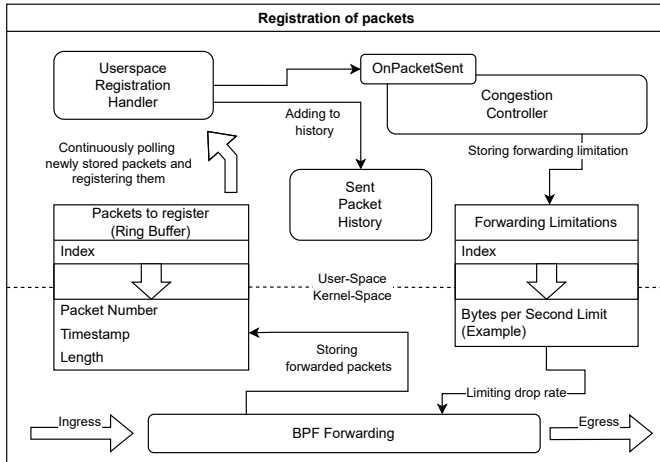 Registration of packets
Userspace
Registration
Handler
OnPacketSent
Congestion
Controller
Adding to
history
Continuously polling
newly stored packets and
registering them
Storing forwarding limitation
Sent
Packet
History
Packets to register
(Ring Buffer)
Index
Forwarding Limitations
Index
User-Space
Kernel-Space
Packet Number
Timestamp
Length
Bytes per Second Limit
(Example)
Storing
forwarded packets
Limiting drop rate
Ingress
BPF Forwarding
Egress